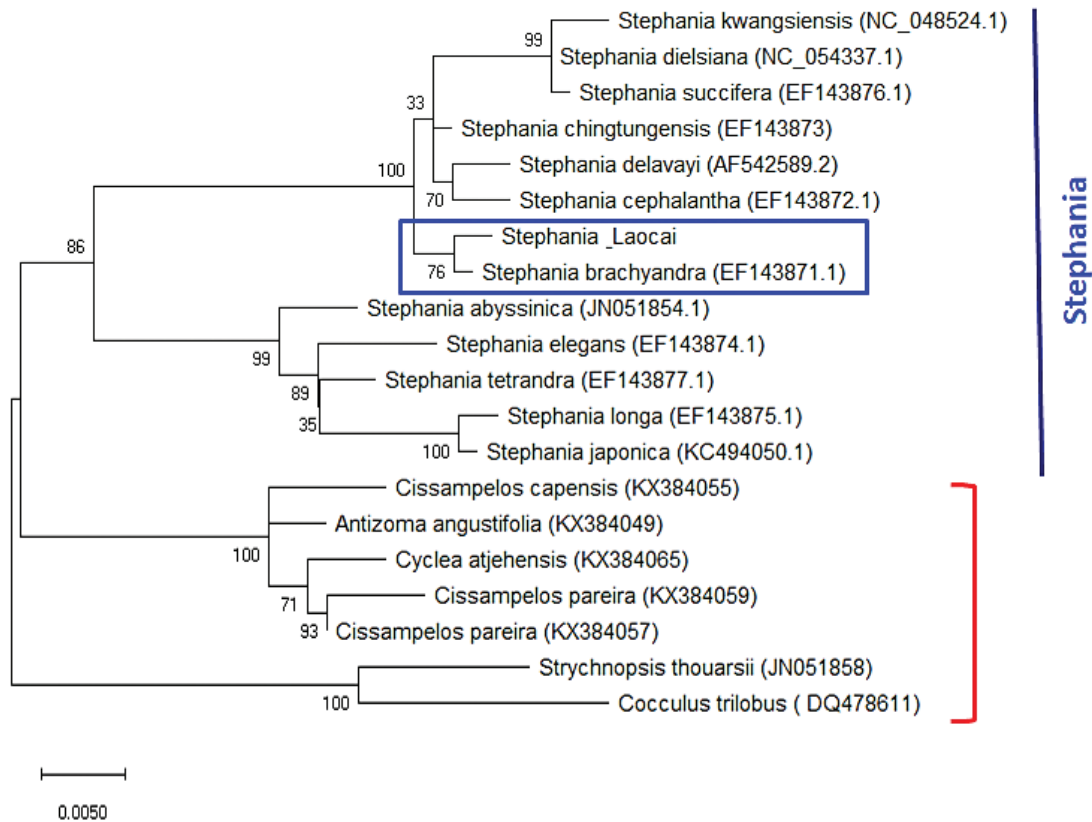 Stephania kwangsiensis (NC_048524.1)
99
Stephania dielsiana (NC_054337.1)
Stephania succifera (EF143876.1)
33
Stephania chingtungensis (EF143873)
100
Stephania delavayi (AF542589.2)
70
Stephania cephalantha (EF143872.1)
Stephania _Laocai
86
76
Stephania brachyandra (EF143871.1)
Stephania abyssinica (JN051854.1)
99
Stephania elegans (EF143874.1)
89
Stephania tetrandra (EF143877.1)
35
Stephania longa (EF143875.1)
100
Stephania japonica (KC494050.1)
Stephania
Cissampelos capensis (KX384055)
Antizoma angustifolia (KX384049)
100
Cyclea atjehensis (KX384065)
71
Cissampelos pareira (KX384059)
93
Cissampelos pareira (KX384057)
Strychnopsis thouarsii (JN051858)
100
Cocculus trilobus ( DQ478611)
0.0050